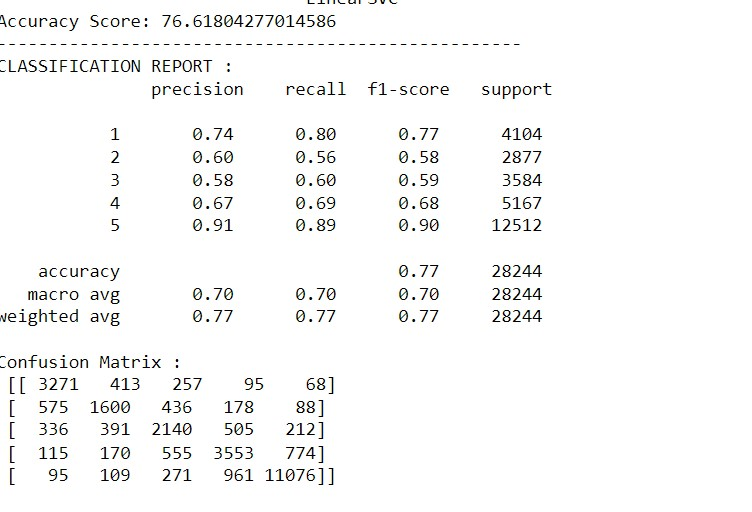 Accuracy Score: 76.61804277014586
-------------------------------------------------
CLASSIFICATION REPORT :
precision recall f1-score support
1 0.74 0.80 0.77 4104
2 0.60 0.56 0.58 2877
3 0.58 0.60 0.59 3584
4 0.67 0.69 0.68 5167
5 0.91 0.89 0.90 12512
accuracy 0.77 28244
macro avg 0.70 0.70 0.70 28244
weighted avg 0.77 0.77 0.77 28244
Confusion Matrix :
[[ 3271 413 257 95 68]
[ 575 1600 436 178 88]
[ 336 391 2140 505 212]
[ 115 170 555 3553 774]
[ 95 109 271 961 11076]]